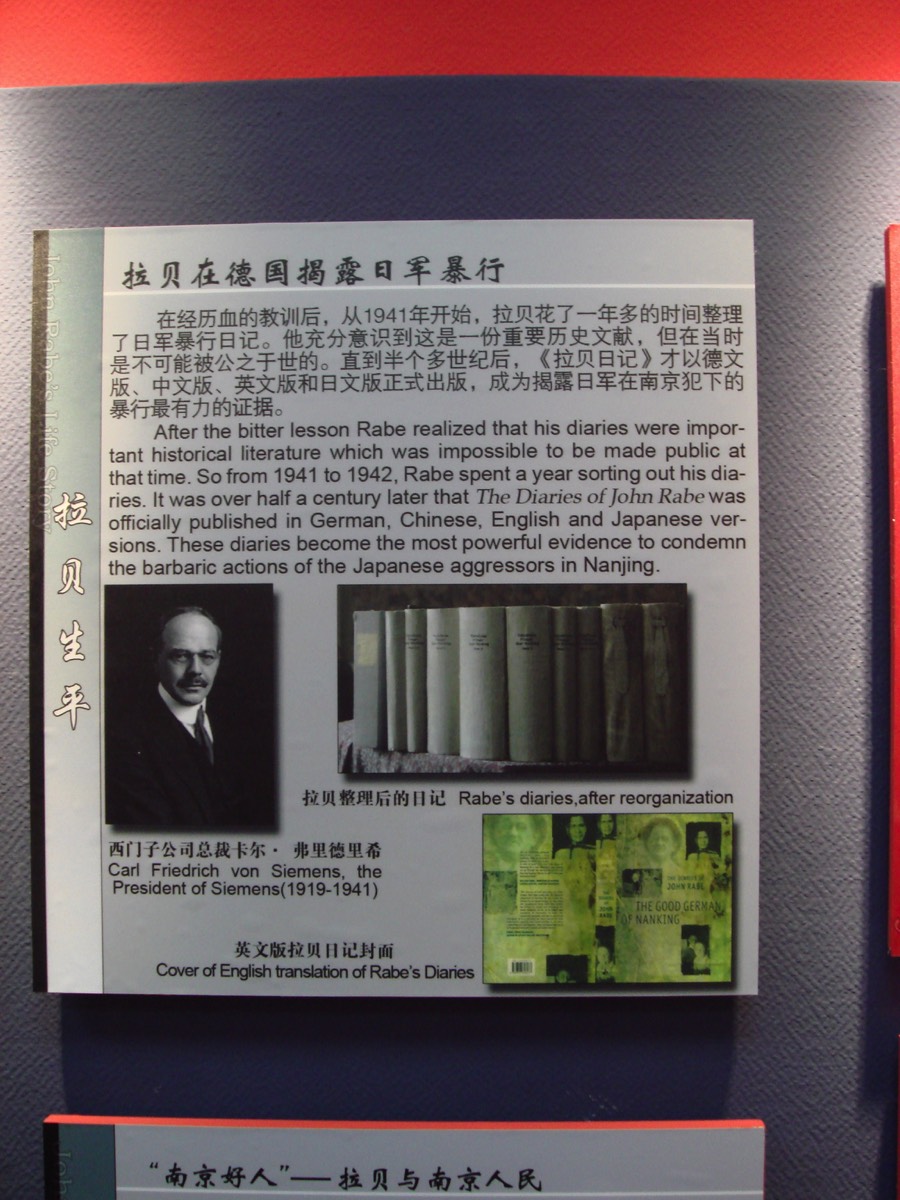 拉贝在德国揭露日军暴行
John Rabe's Life Story
拉贝生平
在经历血的教训后，从1941年开始，拉贝花了一年多的时间整理
了日军暴行日记。他充分意识到这是一份重要历史文献，但在当时
是不可能被公之于世的。直到半个多世纪后，《拉贝日记》才以德文
版、中文版、英文版和日文版正式出版，成为揭露日军在南京犯下的
暴行最有力的证据。
After the bitter lesson Rabe realized that his diaries were impor-
tant historical literature which was impossible to be made public at
that time. So from 1941 to 1942, Rabe spent a year sorting out his dia-
ries. It was over half a century later that The Diaries of John Rabe was
officially published in German, Chinese, English and Japanese ver-
sions. These diaries become the most powerful evidence to condemn
the barbaric actions of the Japanese aggressors in Nanjing.
拉贝整理后的日记 Rabe's diaries,after reorganization
西门子公司总裁卡尔· 弗里德里希
Carl Friedrich von Siemens, the
President of Siemens(1919-1941)
THE DIARIES OF
JOHN RABE
THE GOOD GERMAN
OF NANKING
英文版拉贝日记封面
Cover of English translation of Rabe's Diaries
“南京好人”——拉贝与南京人民